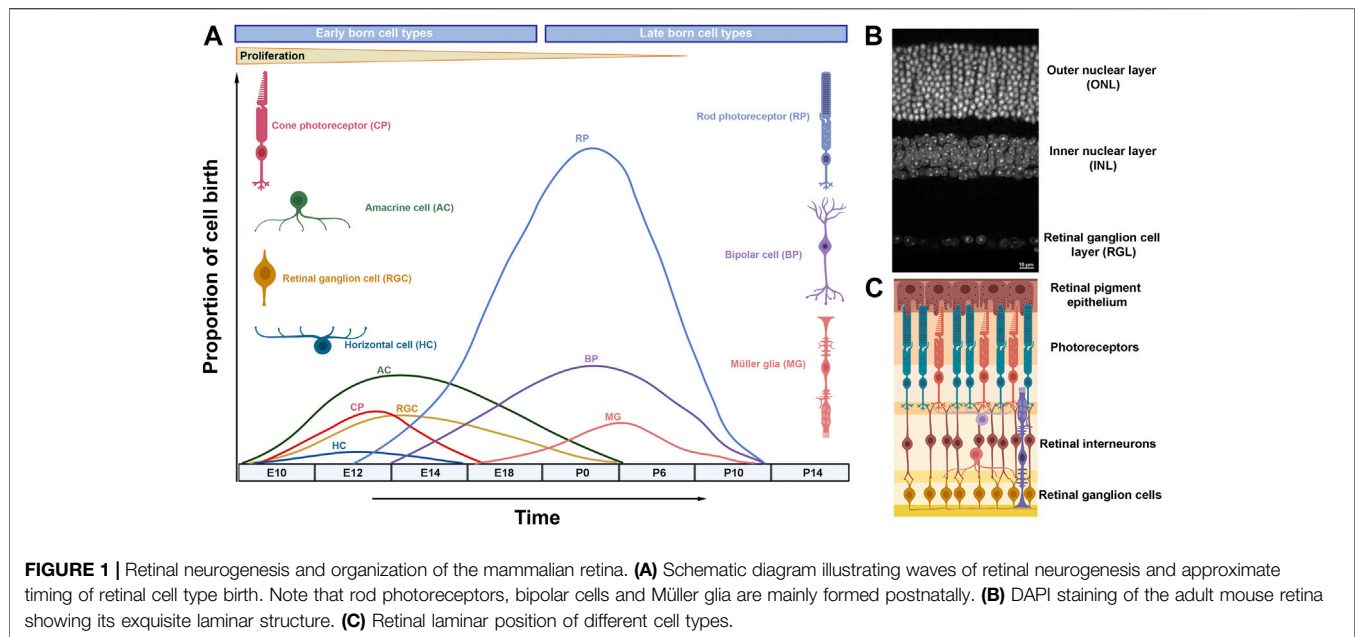 A
Early born cell types
Late born cell types
Proliferation
Proportion of cell birth
Cone photoreceptor (CP)
Amacrine cell (AC)
Retinal ganglion cell (RGC)
Horizontal cell (HC)
Rod photoreceptor (RP)
Bipolar cell (BP)
Müller glia (MG)
RP
AC
BP
CP
RGC
MG
HC
E10 E12 E14 E18 P0 P6 P10 P14
Time
B
Outer nuclear layer
(ONL)
Inner nuclear layer
(INL)
Retinal ganglion cell
layer (RGL)
10 µm
C
Retinal pigment
epithelium
Photoreceptors
Retinal interneurons
Retinal ganglion cells
FIGURE 1 | Retinal neurogenesis and organization of the mammalian retina. (A) Schematic diagram illustrating waves of retinal neurogenesis and approximate
timing of retinal cell type birth. Note that rod photoreceptors, bipolar cells and Müller glia are mainly formed postnatally. (B) DAPI staining of the adult mouse retina
showing its exquisite laminar structure. (C) Retinal laminar position of different cell types.